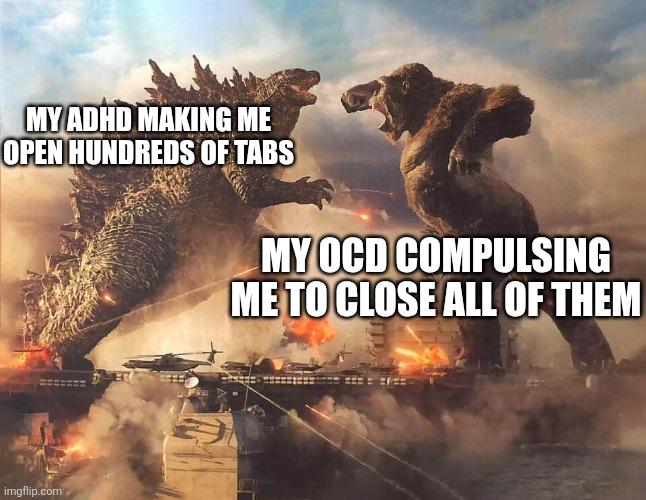 MY ADHD MAKING ME
OPEN HUNDREDS OF TABS
MY OCD COMPULSING
ME TO CLOSE ALL OF THEM
imgflip.com